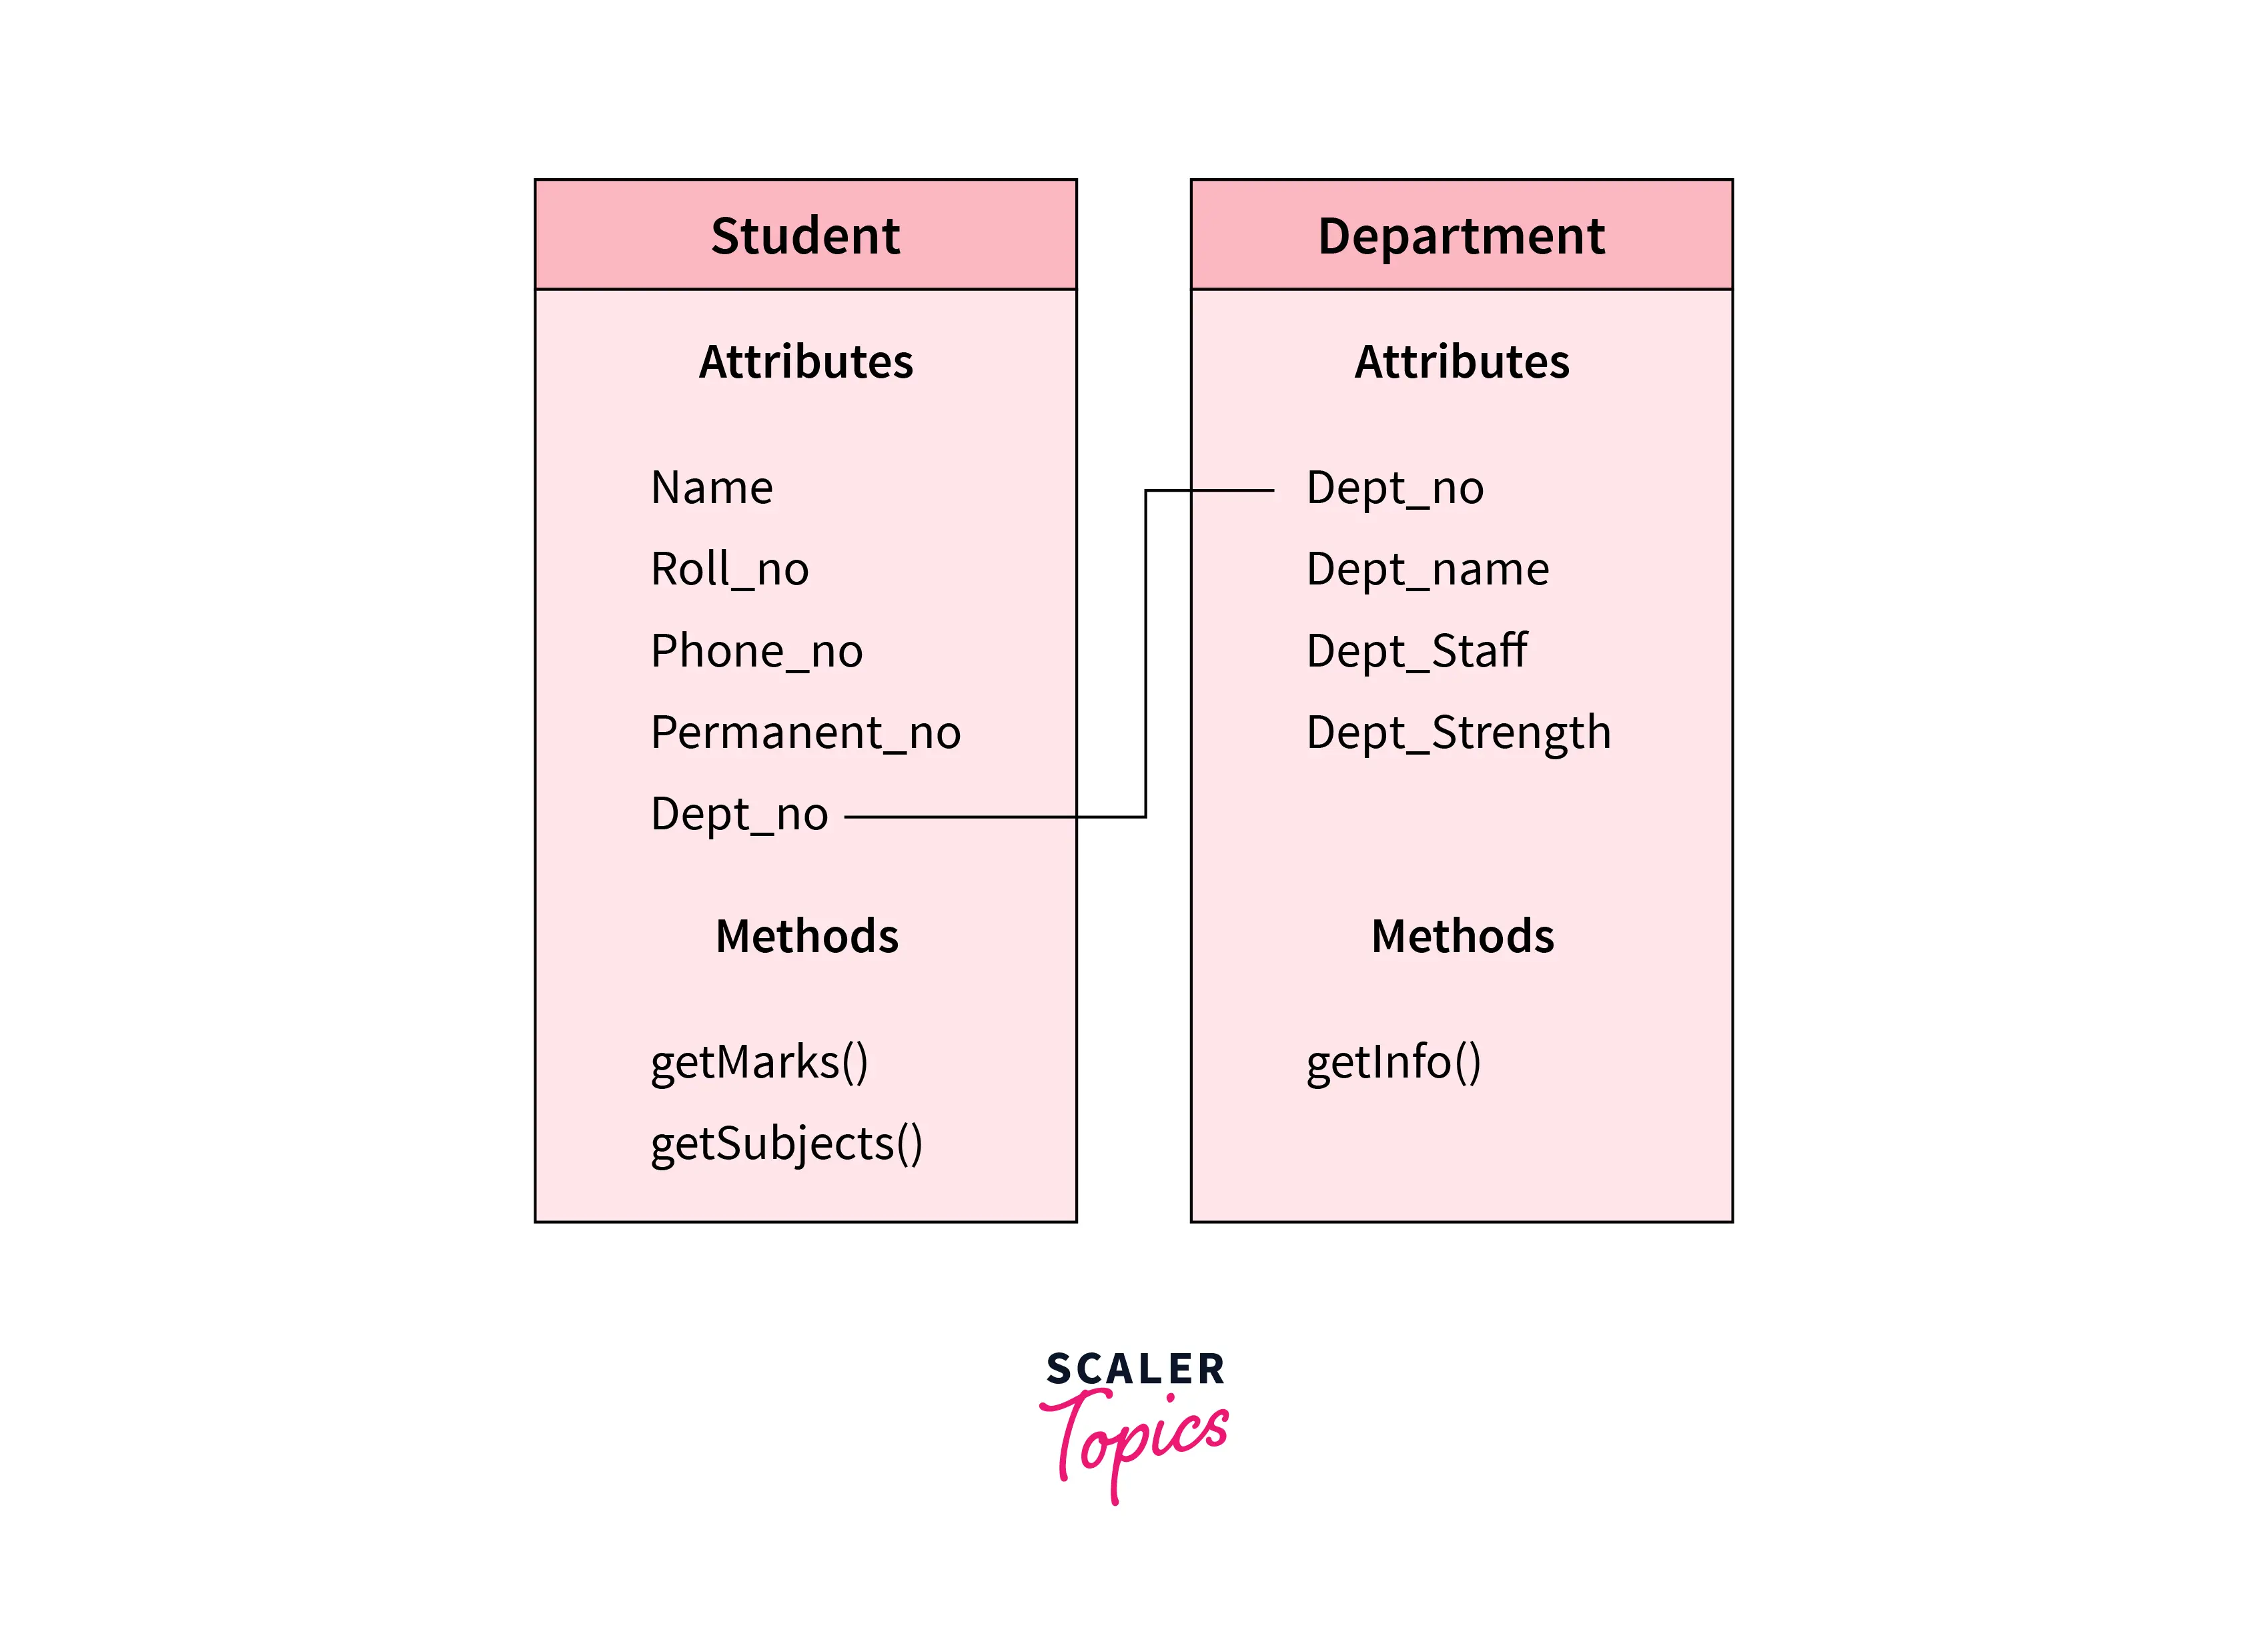 Student
Attributes
Name
Roll_no
Phone_no
Permanent_no
Dept_no
Methods
getMarks()
getSubjects()
Department
Attributes
Dept_no
Dept_name
Dept_Staff
Dept_Strength
Methods
getInfo()
SCALER
Topics